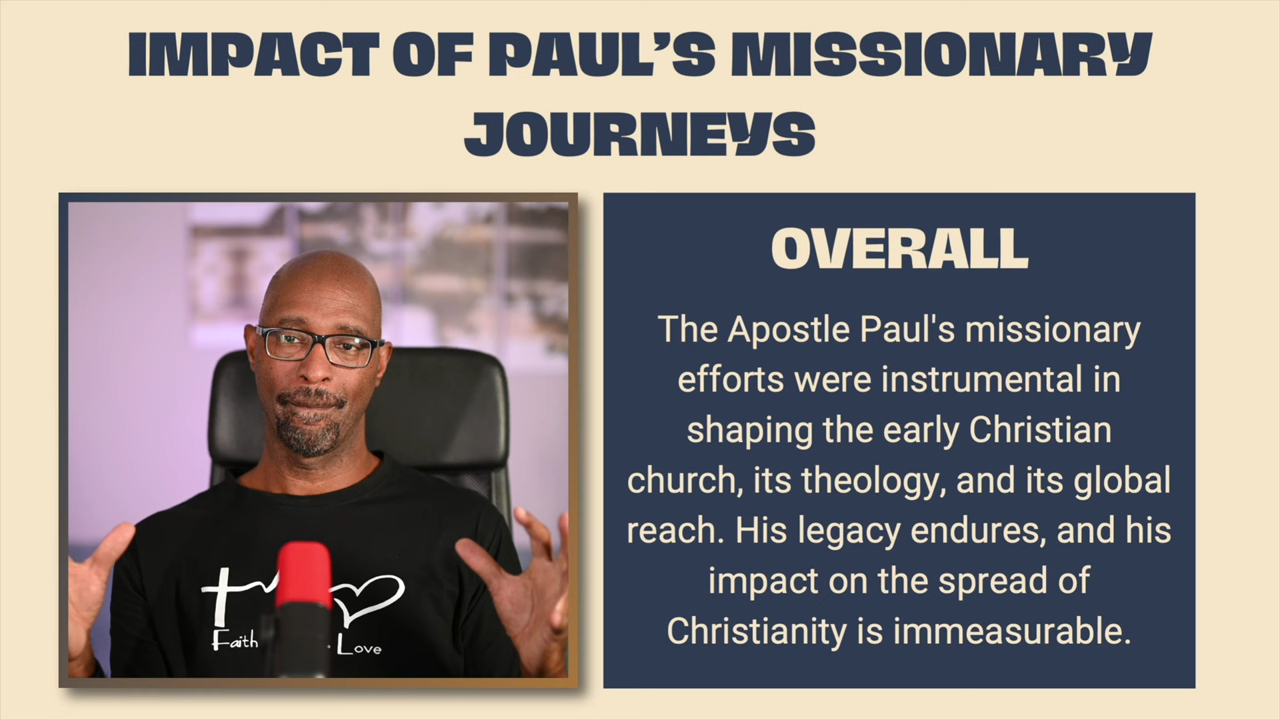 IMPACT OF PAUL’S MISSIONARY
JOURNEYS
OVERALL
The Apostle Paul's missionary
efforts were instrumental in
shaping the early Christian
church, its theology, and its global
reach. His legacy endures, and his
impact on the spread of
Christianity is immeasurable.
Faith Love